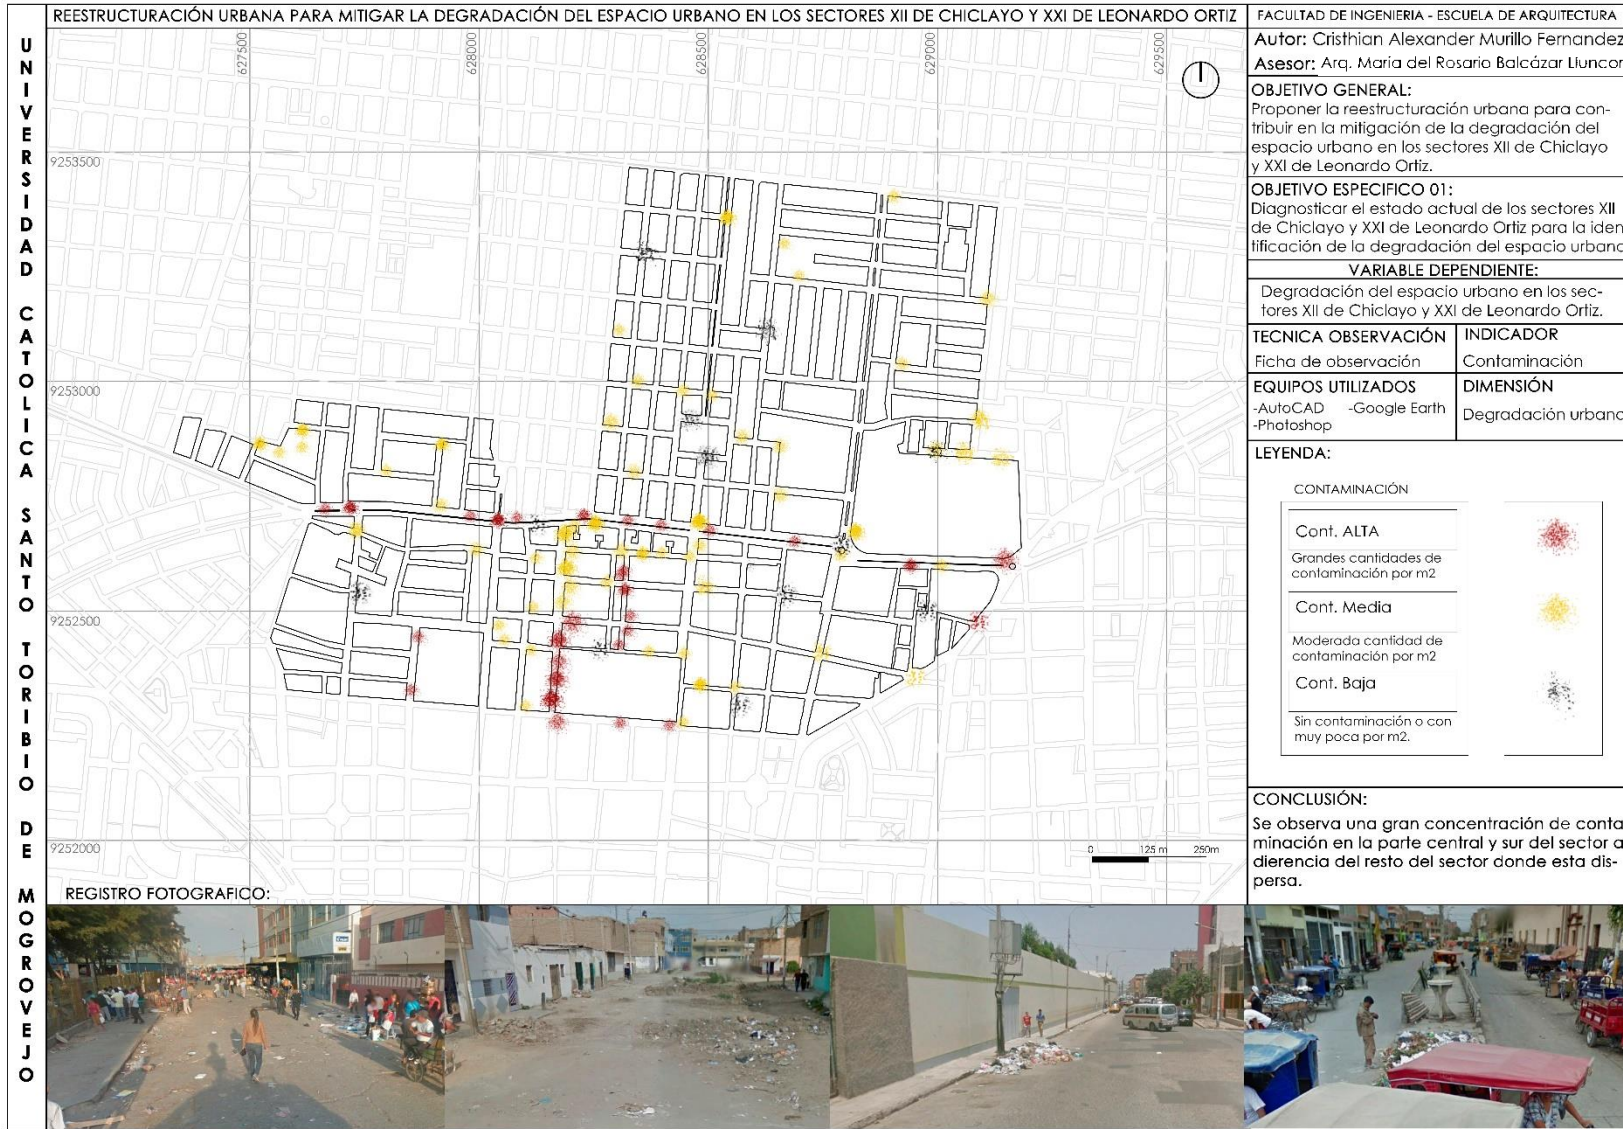 REESTRUCTURACIÓN URBANA PARA MITIGAR LA DEGRADACIÓN DEL ESPACIO URBANO EN LOS SECTORES XII DE CHICLAYO Y XXI DE LEONARDO ORTIZ
UNIVERSIDAD CATOLICA SANTO TORIBIO DE MOGROVEJO
627500
628000
628500
629000
629500
9253500
9253000
9252500
9252000
0 125 m 250m
REGISTRO FOTOGRAFICO:
FACULTAD DE INGENIERIA - ESCUELA DE ARQUITECTURA
Autor: Cristhian Alexander Murillo Fernandez
Asesor: Arq. Maria del Rosario Balcázar Lluncor
OBJETIVO GENERAL:
Proponer la reestructuración urbana para con-
tribuir en la mitigación de la degradación del
espacio urbano en los sectores XII de Chiclayo
y XXI de Leonardo Ortiz.
OBJETIVO ESPECIFICO 01:
Diagnosticar el estado actual de los sectores XII
de Chiclayo y XXI de Leonardo Ortiz para la iden
tificación de la degradación del espacio urbano
VARIABLE DEPENDIENTE:
Degradación del espacio urbano en los sec-
tores XII de Chiclayo y XXI de Leonardo Ortiz.
TECNICA OBSERVACIÓN
Ficha de observación
INDICADOR
Contaminación
EQUIPOS UTILIZADOS
-AutoCAD -Google Earth
-Photoshop
DIMENSIÓN
Degradación urbana
LEYENDA:
CONTAMINACIÓN
Cont. ALTA
Grandes cantidades de
contaminación por m2
Cont. Media
Moderada cantidad de
contaminación por m2
Cont. Baja
Sin contaminación o con
muy poca por m2.
CONCLUSIÓN:
Se observa una gran concentración de conta
minación en la parte central y sur del sector a
dierencia del resto del sector donde esta dis-
persa.